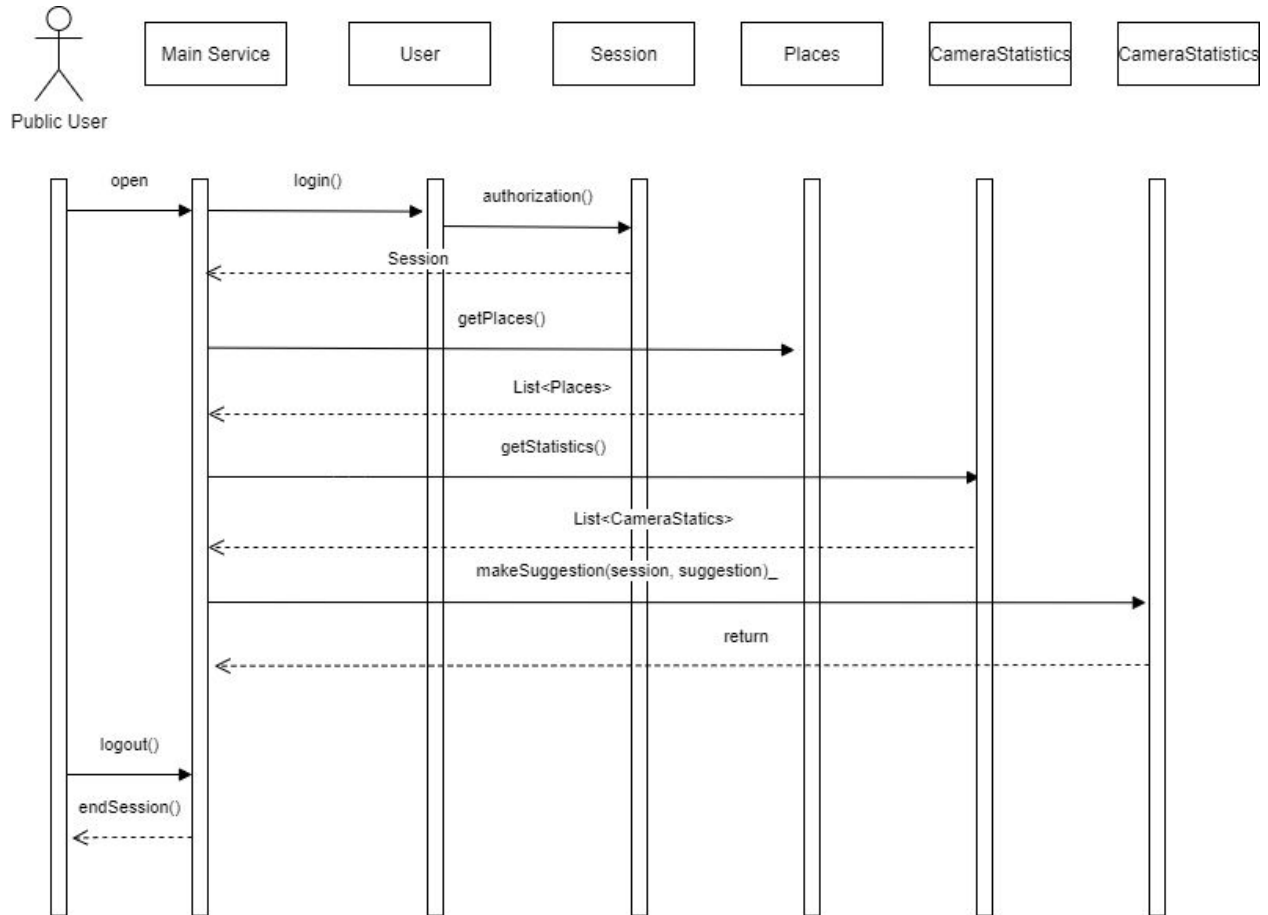 Main Service
User
Session
Places
CameraStatistics
CameraStatistics
Public User
open
login()
authorization()
Session
getPlaces()
List<Places>
getStatistics()
List<CameraStatics>
makeSuggestion(session, suggestion)_
return
logout()
endSession()